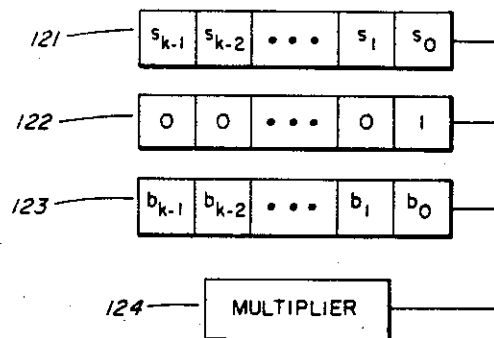 121 s_{k-1} s_{k-2} ••• s_1 s_0
122 0 0 ••• 0 1
123 b_{k-1} b_{k-2} ••• b_1 b_0
124 MULTIPLIER